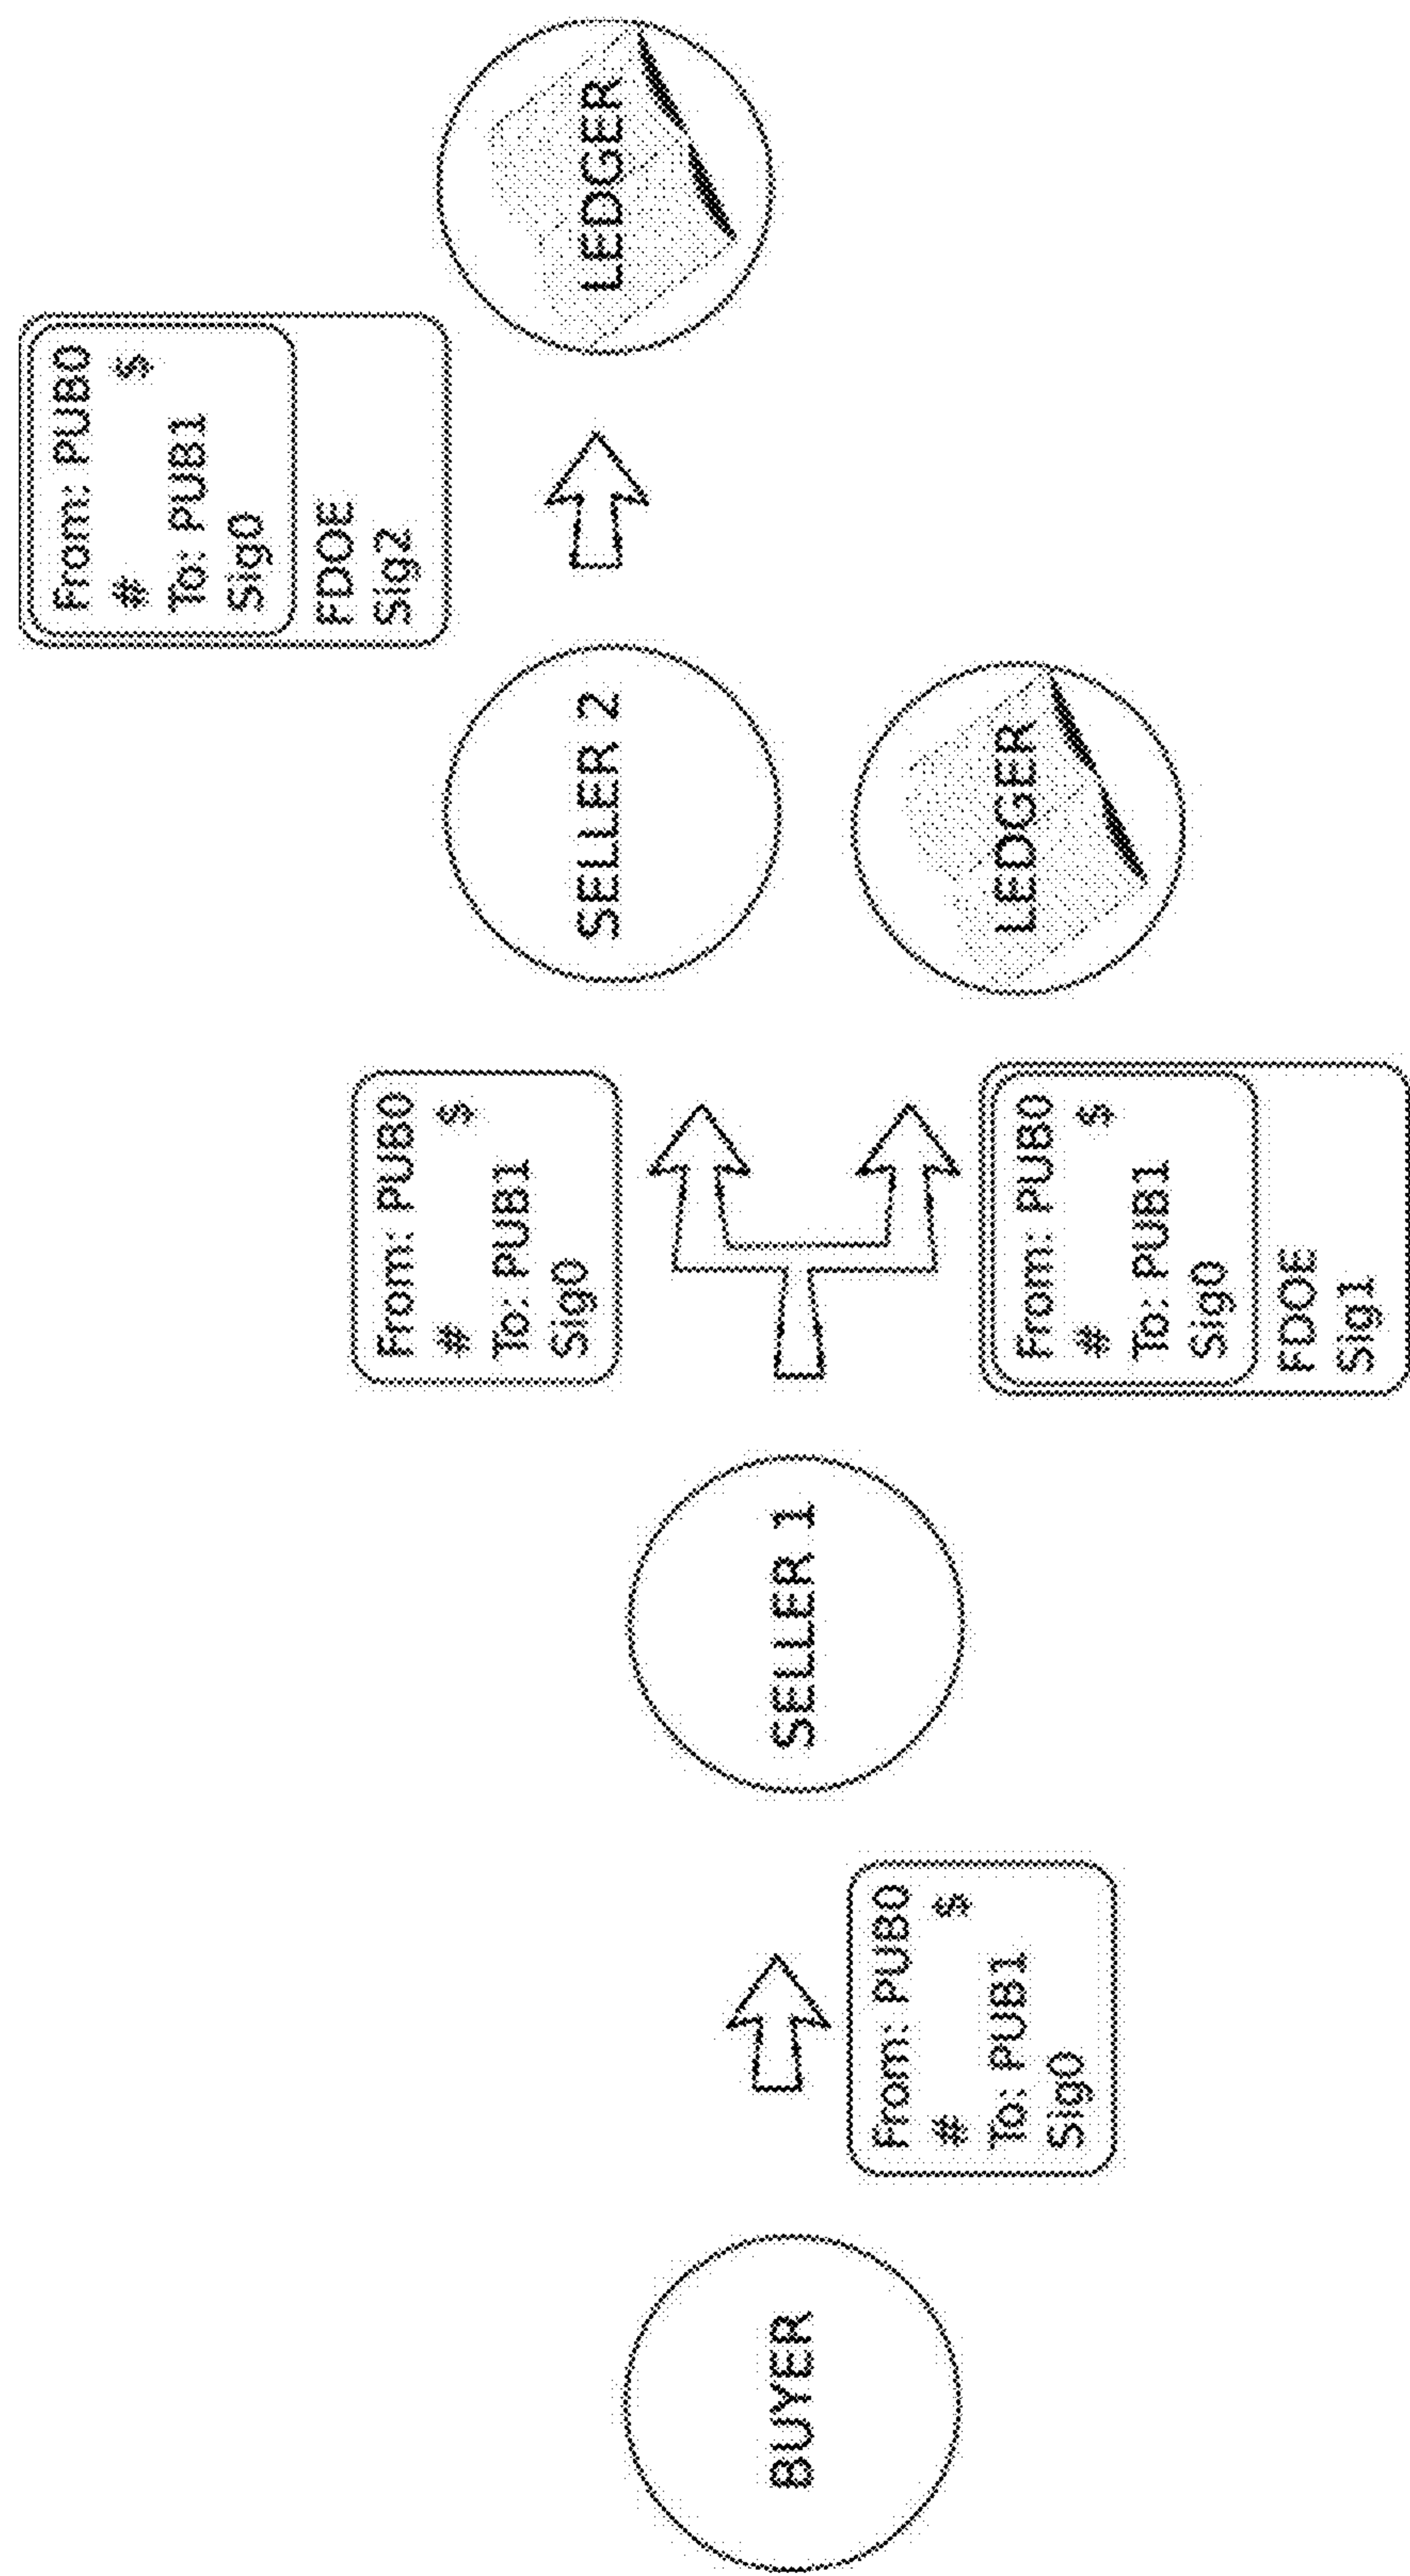 BUYER
From: PUB0
# $
To: PUB1
Sig0
SELLER 1
From: PUB0
# $
To: PUB1
Sig0
From: PUB0
# $
To: PUB1
Sig0
FDOE
Sig1
SELLER 2
LEDGER
From: PUB0
# $
To: PUB1
Sig0
FDOE
Sig2
LEDGER